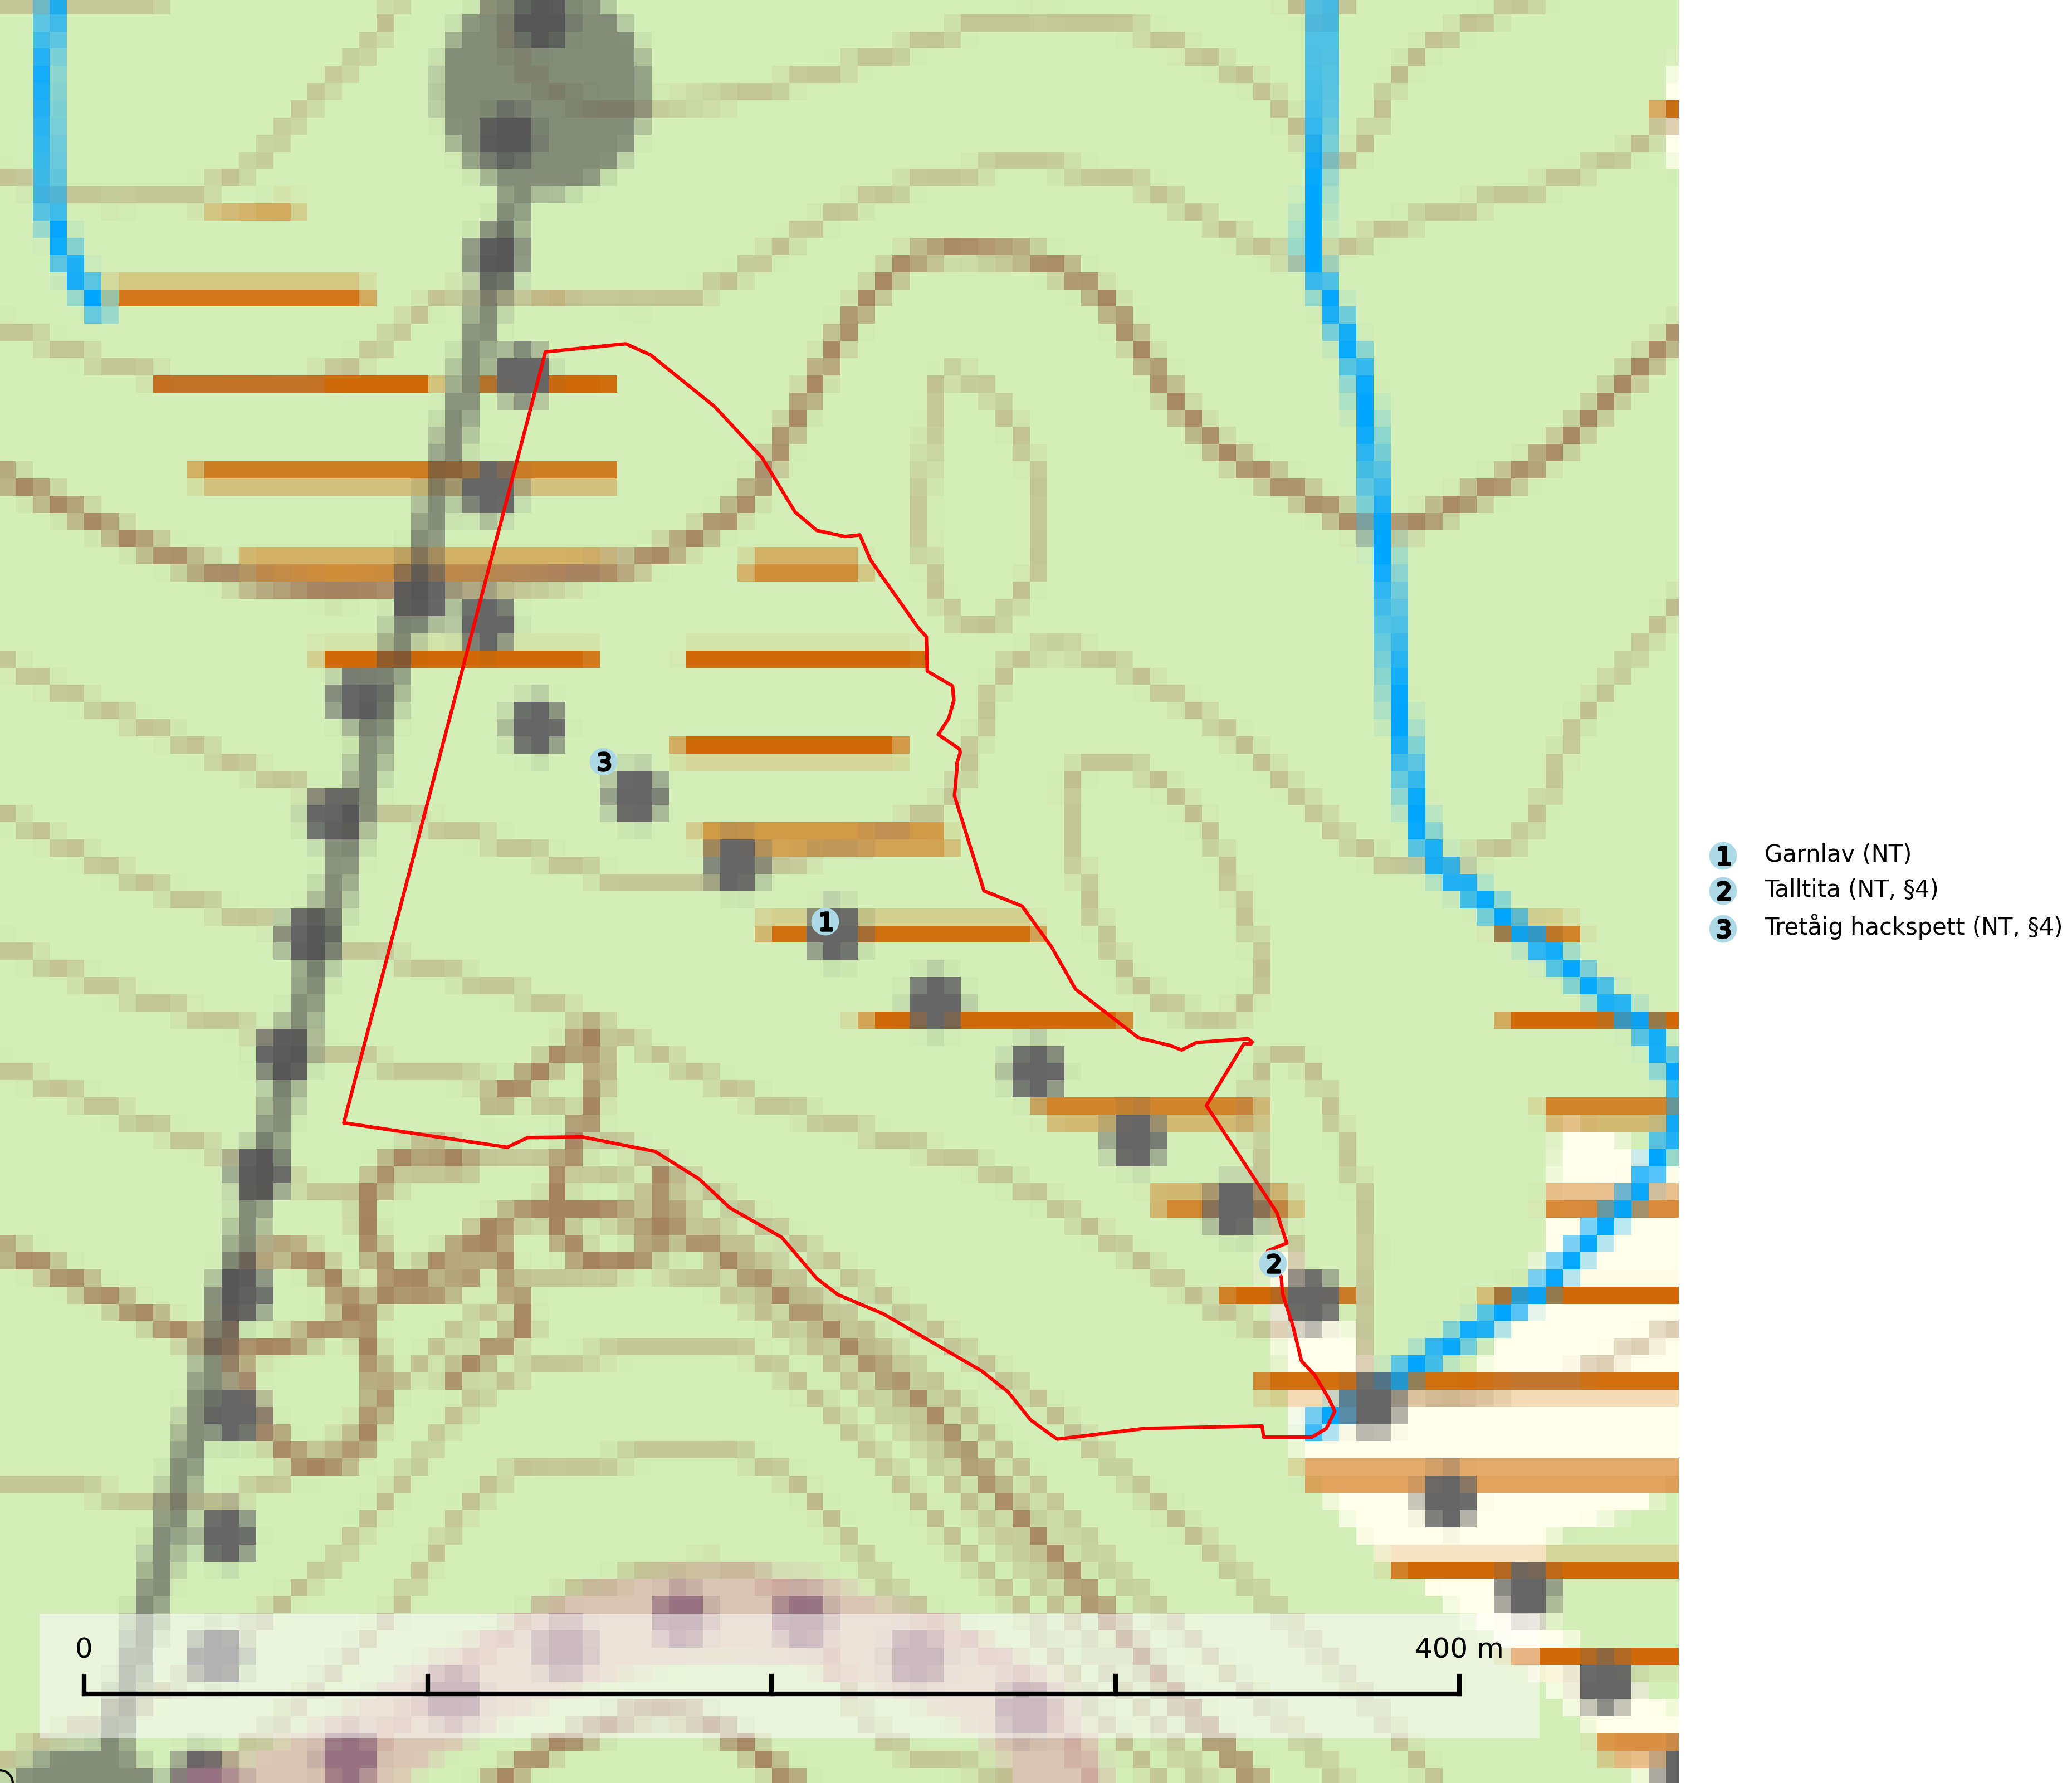 3
1
2
1 Garnlav (NT)
2 Talltita (NT, §4)
3 Tretåig hackspett (NT, §4)
0 400 m